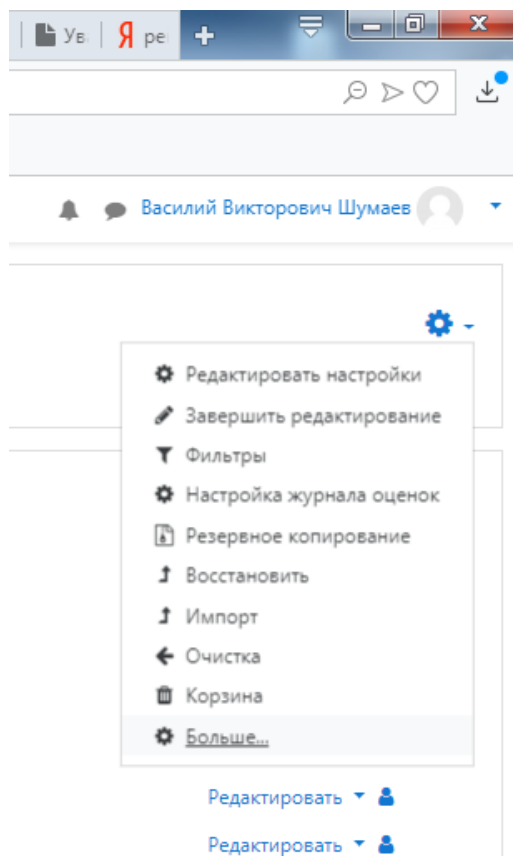 Ув Я ре
Василий Викторович Шумаев
Редактировать настройки
Завершить редактирование
Фильтры
Настройка журнала оценок
Резервное копирование
Восстановить
Импорт
Очистка
Корзина
Больше...
Редактировать
Редактировать